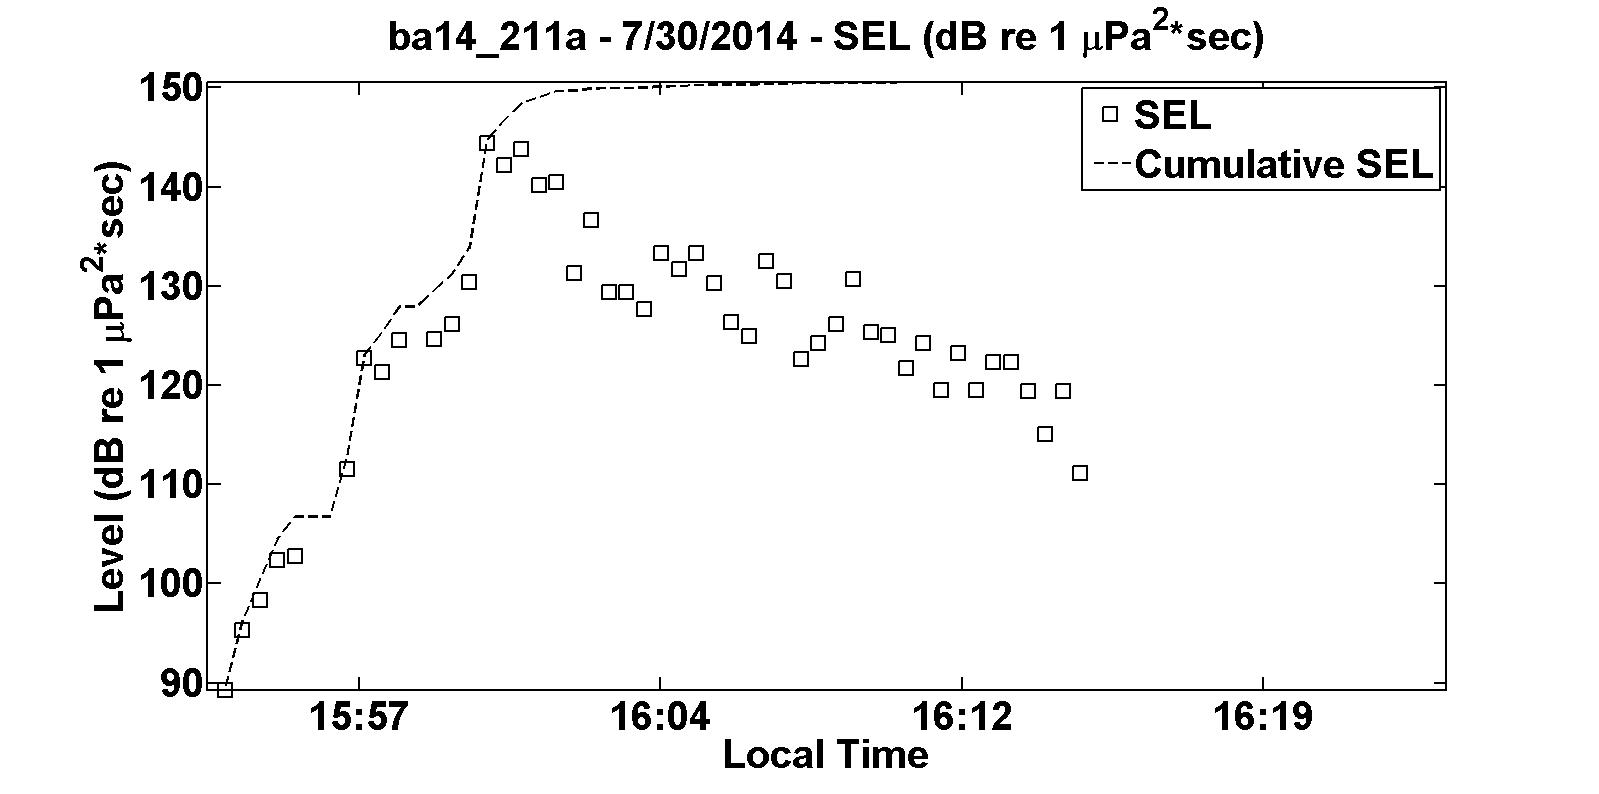 ba14_211a - 7/30/2014 - SEL (dB re 1 μPa²*sec)
Level (dB re 1 μPa²*sec)
150
140
130
120
110
100
90
SEL
Cumulative SEL
15:57 16:04 16:12 16:19
Local Time